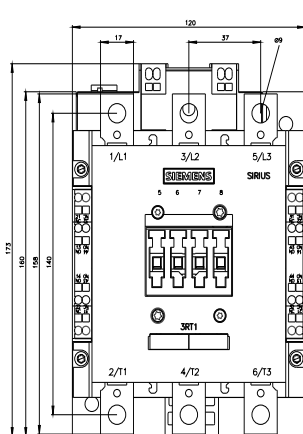 120
17 37 ø9
1/L1 3/L2 5/L3
SIEMENS SIRIUS
5 6 7 8
173 160 158 140
3RT1
2/T1 4/T2 6/T3